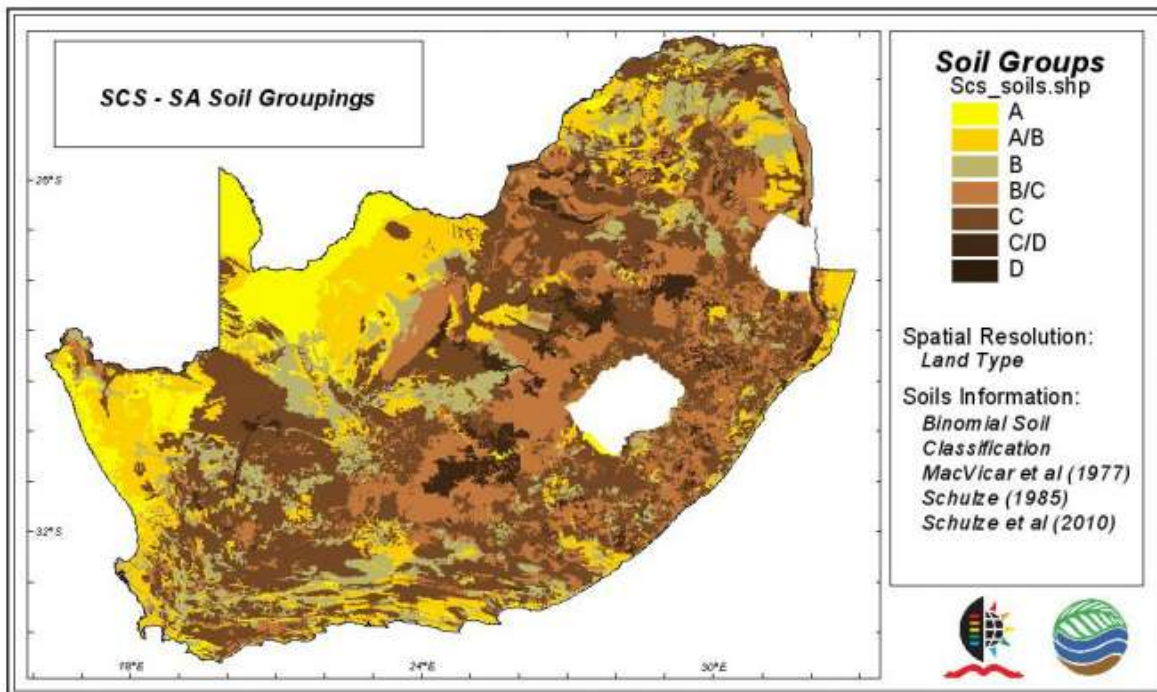 SCS - SA Soil Groupings
26°S
32°S
18°E
24°E
30°E
Soil Groups
Scs_soils.shp
A
A/B
B
B/C
C
C/D
D
Spatial Resolution:
Land Type
Soils Information:
Binomial Soil
Classification
MacVicar et al (1977)
Schulze (1985)
Schulze et al (2010)